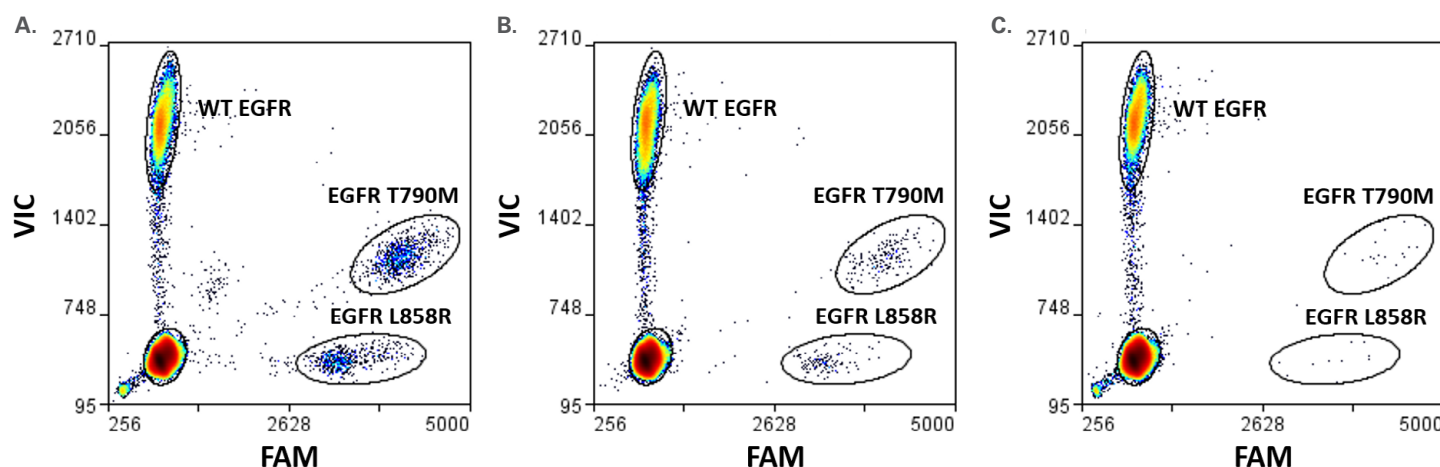 A.
2710
2056
1402
748
95
VIC
WT EGFR
EGFR T790M
EGFR L858R
256
2628
5000
FAM
B.
2710
2056
1402
748
95
VIC
WT EGFR
EGFR T790M
EGFR L858R
256
2628
5000
FAM
C.
2710
2056
1402
748
95
VIC
WT EGFR
EGFR T790M
EGFR L858R
256
2628
5000
FAM